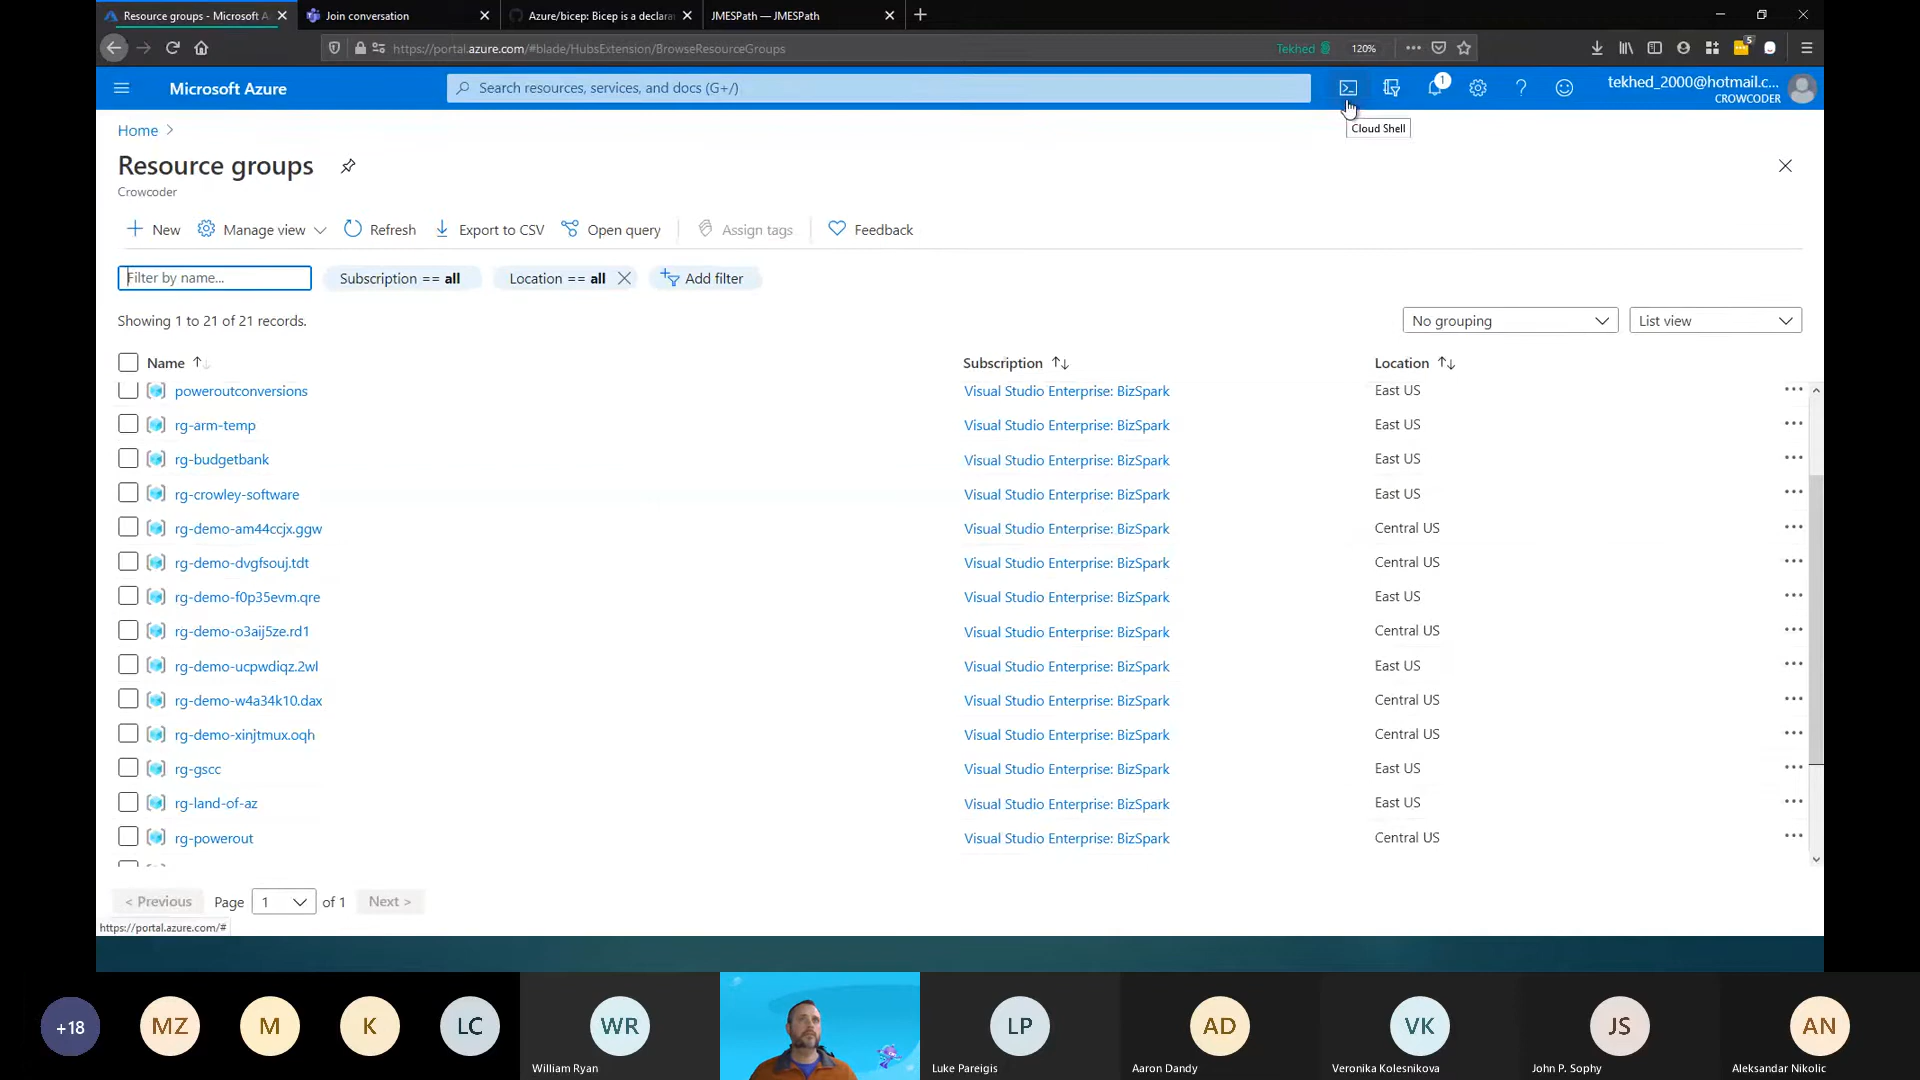 Resource groups - Microsoft A
Join conversation
Azure/bicep: Bicep is a declara
JMESPath — JMESPath
https://portal.azure.com/#blade/HubsExtension/BrowseResourceGroups
Tekhed
120%
5
Microsoft Azure
Search resources, services, and docs (G+/)
1
tekhed_2000@hotmail.c...
CROWCODER
Cloud Shell
Home >
Resource groups
Crowcoder
New
Manage view
Refresh
Export to CSV
Open query
Assign tags
Feedback
Filter by name...
Subscription == all
Location == all
Add filter
Showing 1 to 21 of 21 records.
No grouping
List view
Name Subscription Location
poweroutconversions Visual Studio Enterprise: BizSpark East US
rg-arm-temp Visual Studio Enterprise: BizSpark East US
rg-budgetbank Visual Studio Enterprise: BizSpark East US
rg-crowley-software Visual Studio Enterprise: BizSpark East US
rg-demo-am44ccjx.ggw Visual Studio Enterprise: BizSpark Central US
rg-demo-dvgfsouj.tdt Visual Studio Enterprise: BizSpark Central US
rg-demo-f0p35evm.qre Visual Studio Enterprise: BizSpark East US
rg-demo-o3aij5ze.rd1 Visual Studio Enterprise: BizSpark Central US
rg-demo-ucpwdiqz.2wl Visual Studio Enterprise: BizSpark East US
rg-demo-w4a34k10.dax Visual Studio Enterprise: BizSpark Central US
rg-demo-xinjtmux.oqh Visual Studio Enterprise: BizSpark Central US
rg-gscc Visual Studio Enterprise: BizSpark East US
rg-land-of-az Visual Studio Enterprise: BizSpark East US
rg-powerout Visual Studio Enterprise: BizSpark Central US
< Previous Page 1 of 1 Next >
https://portal.azure.com/#
+18
MZ
M
K
LC
WR
William Ryan
LP
Luke Pareigis
AD
Aaron Dandy
VK
Veronika Kolesnikova
JS
John P. Sophy
AN
Aleksandar Nikolic